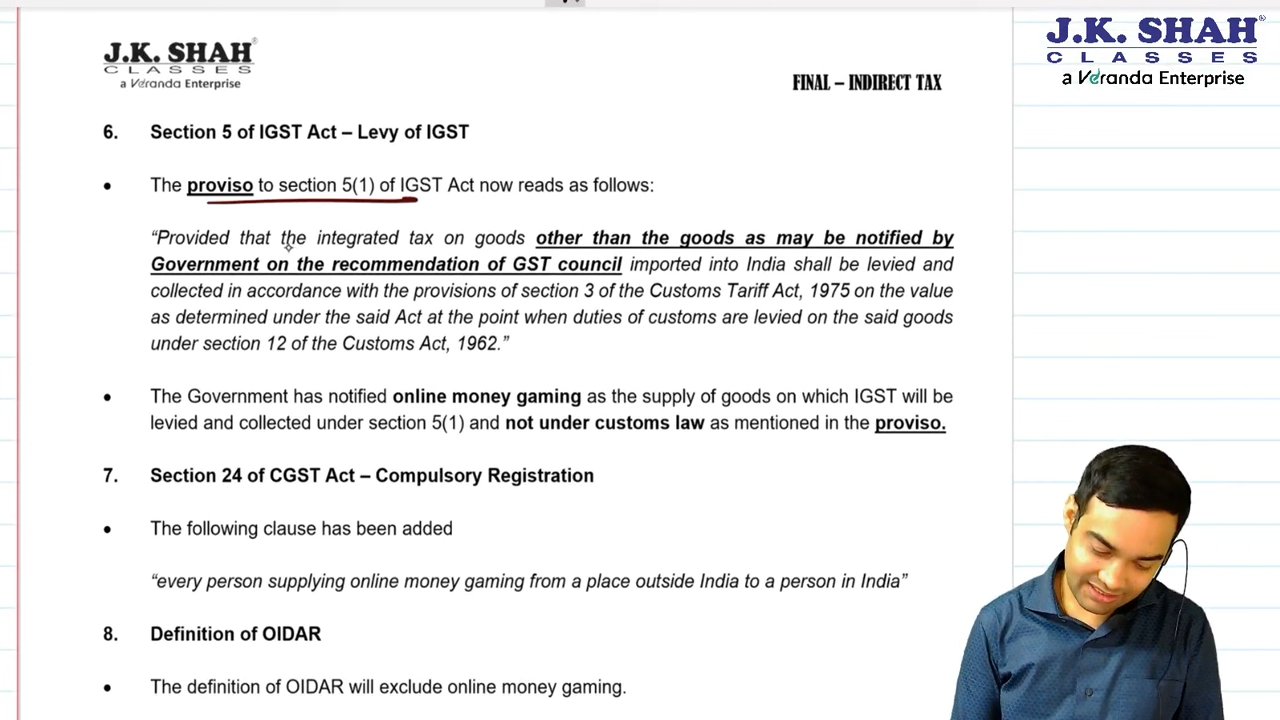 J.K. SHAH®
CLASSES
a Veranda Enterprise
J.K. SHAH®
CLASSES
a Veranda Enterprise
FINAL – INDIRECT TAX
6. Section 5 of IGST Act – Levy of IGST
• The proviso to section 5(1) of IGST Act now reads as follows:
“Provided that the integrated tax on goods other than the goods as may be notified by
Government on the recommendation of GST council imported into India shall be levied and
collected in accordance with the provisions of section 3 of the Customs Tariff Act, 1975 on the value
as determined under the said Act at the point when duties of customs are levied on the said goods
under section 12 of the Customs Act, 1962.”
• The Government has notified online money gaming as the supply of goods on which IGST will be
levied and collected under section 5(1) and not under customs law as mentioned in the proviso.
7. Section 24 of CGST Act – Compulsory Registration
• The following clause has been added
“every person supplying online money gaming from a place outside India to a person in India”
8. Definition of OIDAR
• The definition of OIDAR will exclude online money gaming.